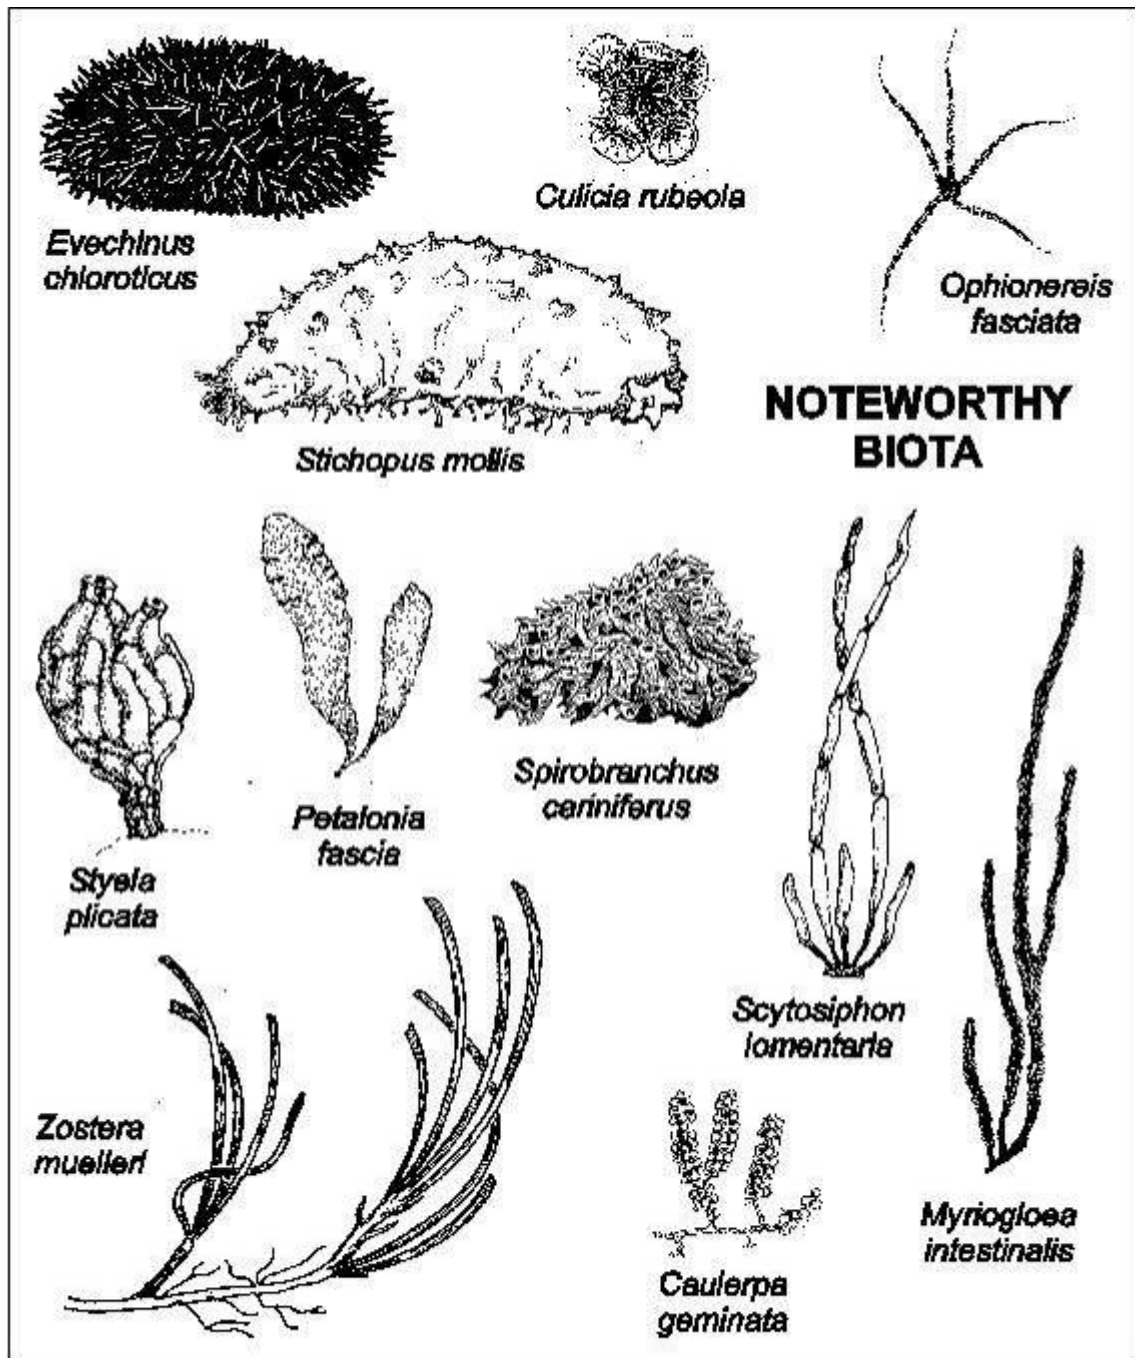 Evechinus
chloroticus
Culicia rubeola
Ophionereis
fasciata
Stichopus mollis
NOTEWORTHY
BIOTA
Styela
plicata
Petalonia
fascia
Spirobranchus
cariniferus
Scytosiphon
lomentaria
Zostera
muelleri
Caulerpa
geminata
Myriogloea
intestinalis